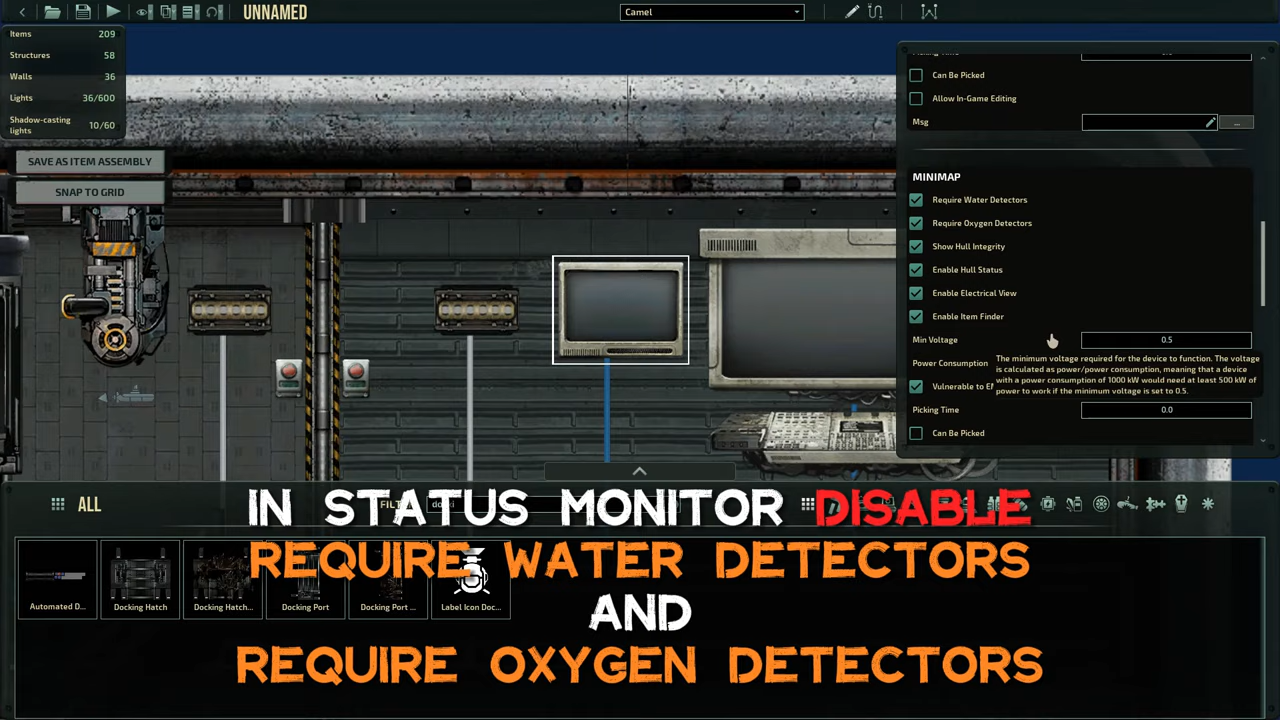 UNNAMED
Camel
Items 209
Structures 58
Walls 36
Lights 36/600
Shadow-casting
lights 10/60
SAVE AS ITEM ASSEMBLY
SNAP TO GRID
Can Be Picked
Allow In-Game Editing
Msg ...
MINIMAP
Require Water Detectors
Require Oxygen Detectors
Show Hull Integrity
Enable Hull Status
Enable Electrical View
Enable Item Finder
Min Voltage 0.5
Power Consumption
The minimum voltage required for the device to function. The voltage
is calculated as power/power consumption, meaning that a device
with a power consumption of 1000 kW would need at least 500 kW of
power to work if the minimum voltage is set to 0.5.
Vulnerable to
Picking Time 0.0
Can Be Picked
ALL
IN STATUS MONITOR DISABLE
REQUIRE WATER DETECTORS
AND
REQUIRE OXYGEN DETECTORS
Automated D...
Docking Hatch
Docking Hatch...
Docking Port
Docking Port ...
Label Icon Doc...